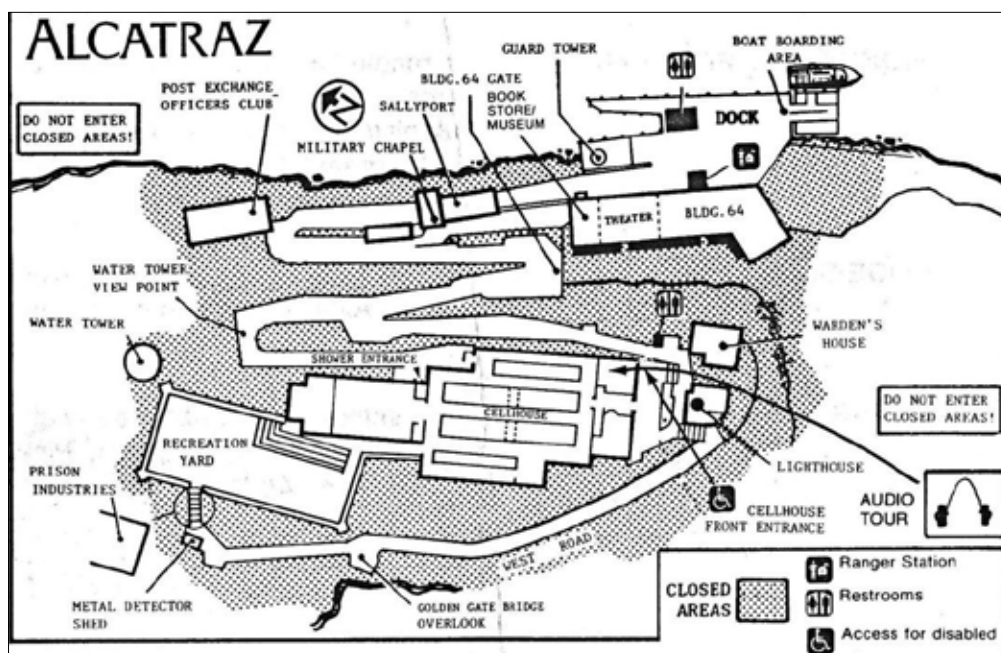 ALCATRAZ
GUARD TOWER
BOAT BOARDING
AREA
POST EXCHANGE
OFFICERS CLUB
BLDG.64 GATE
SALLYPORT
BOOK
STORE/
MUSEUM
DOCK
DO NOT ENTER
CLOSED AREAS!
N
MILITARY CHAPEL
THEATER
BLDG.64
WATER TOWER
VIEW POINT
WATER TOWER
WARDEN'S
HOUSE
SHOWER ENTRANCE
CELLHOUSE
DO NOT ENTER
CLOSED AREAS!
RECREATION
YARD
PRISON
INDUSTRIES
LIGHTHOUSE
CELLHOUSE
FRONT ENTRANCE
AUDIO
TOUR
WEST ROAD
METAL DETECTOR
SHED
GOLDEN GATE BRIDGE
OVERLOOK
CLOSED
AREAS
Ranger Station
Restrooms
Access for disabled